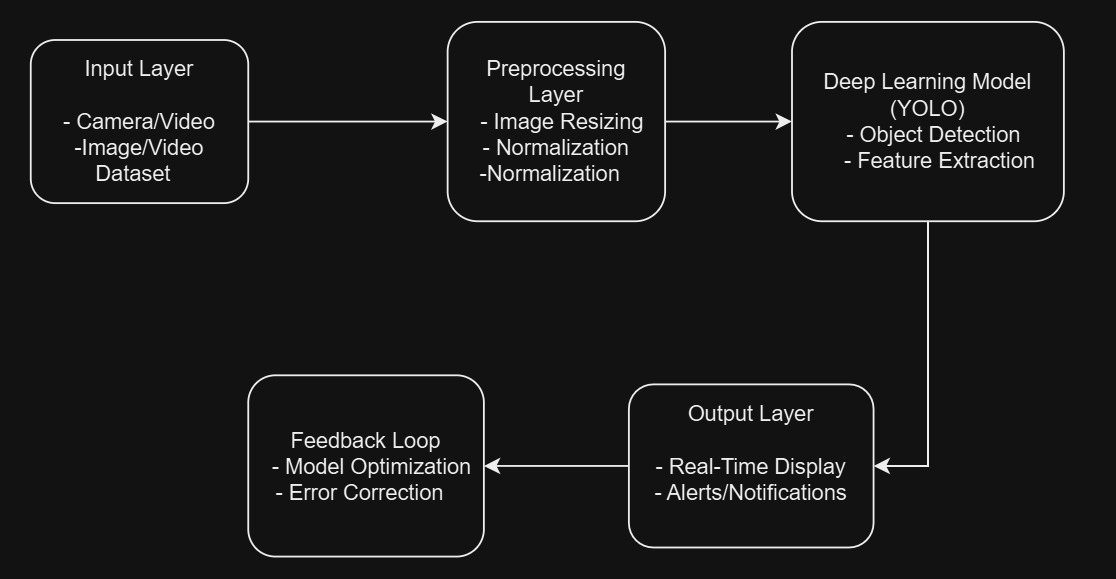 Input Layer
- Camera/Video
-Image/Video
Dataset
Preprocessing
Layer
- Image Resizing
- Normalization
-Normalization
Deep Learning Model
(YOLO)
- Object Detection
- Feature Extraction
Output Layer
- Real-Time Display
- Alerts/Notifications
Feedback Loop
- Model Optimization
- Error Correction